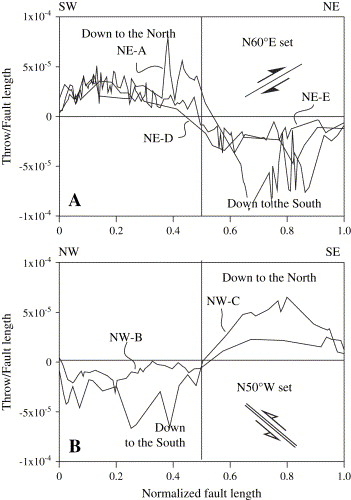 SW NE
1x10⁻⁴
Down to the North
NE-A
N60°E set
5x10⁻⁵
NE-E
0
NE-D
-5x10⁻⁵
A
Down to the South
-1x10⁻⁴
Throw/Fault length
0 0.2 0.4 0.6 0.8 1.0
NW SE
1x10⁻⁴
Down to the North
NW-C
5x10⁻⁵
NW-B
0
N50°W set
-5x10⁻⁵
Down
to the South
B
-1x10⁻⁴
Throw/Fault length
0 0.2 0.4 0.6 0.8 1.0
Normalized fault length